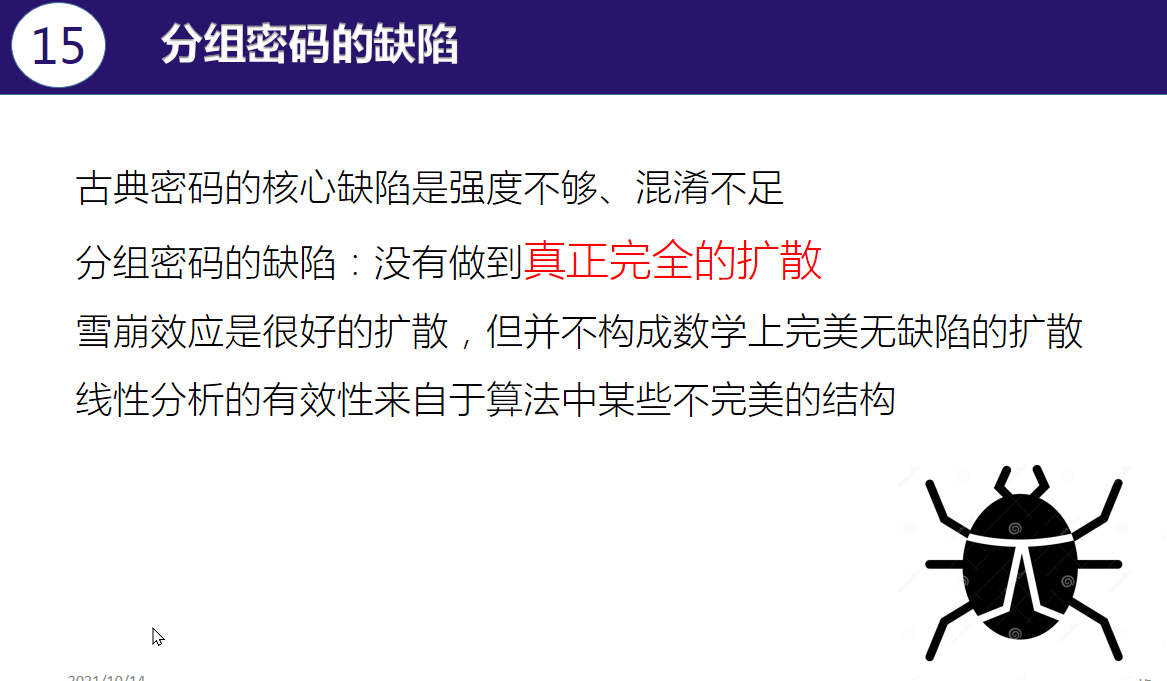 15
分组密码的缺陷
古典密码的核心缺陷是强度不够、混淆不足
分组密码的缺陷：没有做到真正完全的扩散
雪崩效应是很好的扩散，但并不构成数学上完美无缺陷的扩散
线性分析的有效性来自于算法中某些不完美的结构
2021/10/14